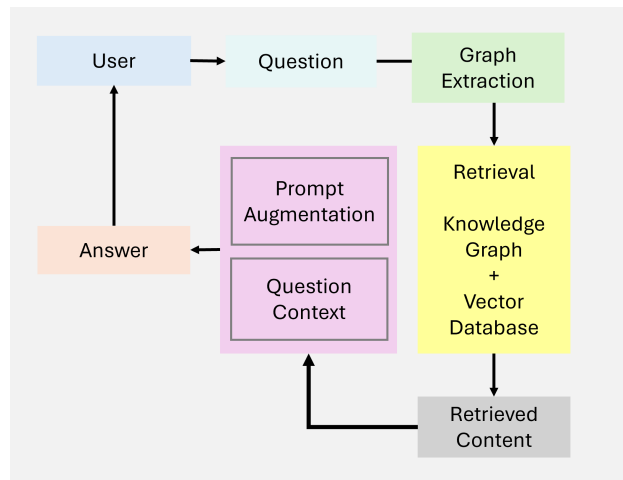 User
Question
Graph
Extraction
Retrieval
Knowledge
Graph
+
Vector
Database
Retrieved
Content
Prompt
Augmentation
Question
Context
Answer